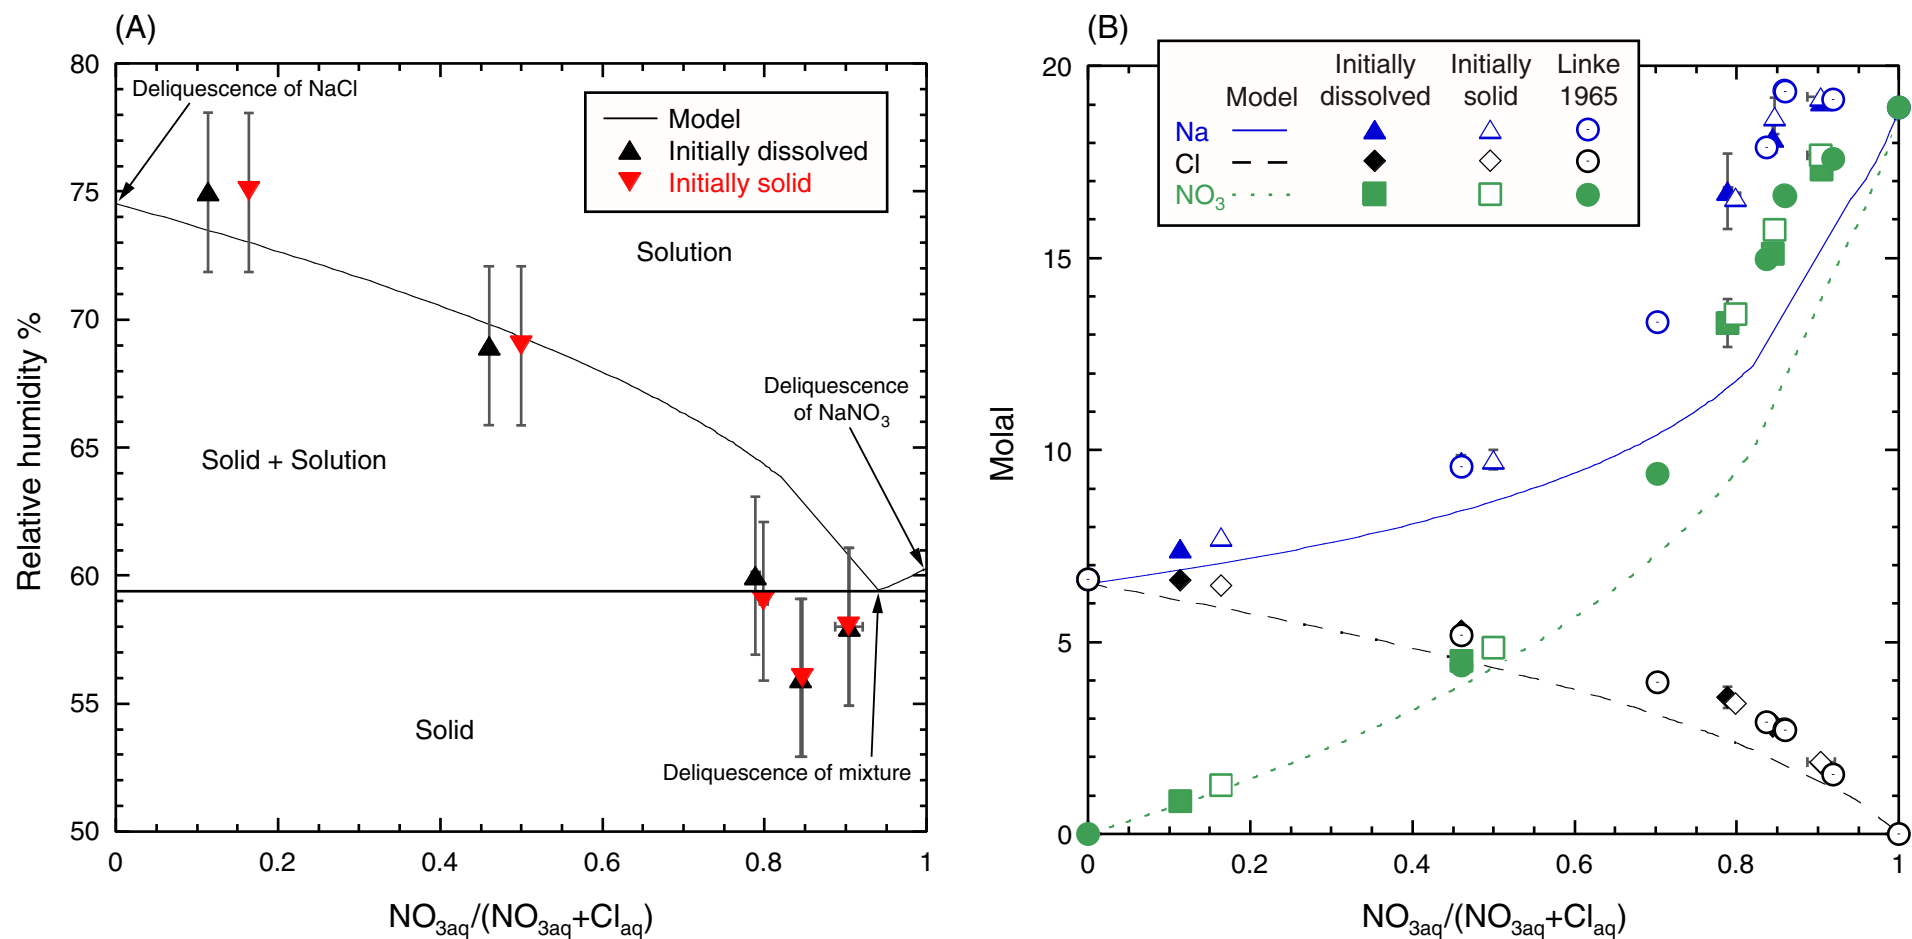 (A)
80
75
70
65
60
55
50
0
0.2
0.4
0.6
0.8
1
Relative humidity %
NO3aq/(NO3aq+Claq)
Deliquescence of NaCl
Model
Initially dissolved
Initially solid
Solution
Deliquescence
of NaNO3
Solid + Solution
Solid
Deliquescence of mixture
(B)
Initially Initially Linke
Model dissolved solid 1965
Na
Cl
NO3
20
15
10
5
0
0
0.2
0.4
0.6
0.8
1
Molal
NO3aq/(NO3aq+Claq)